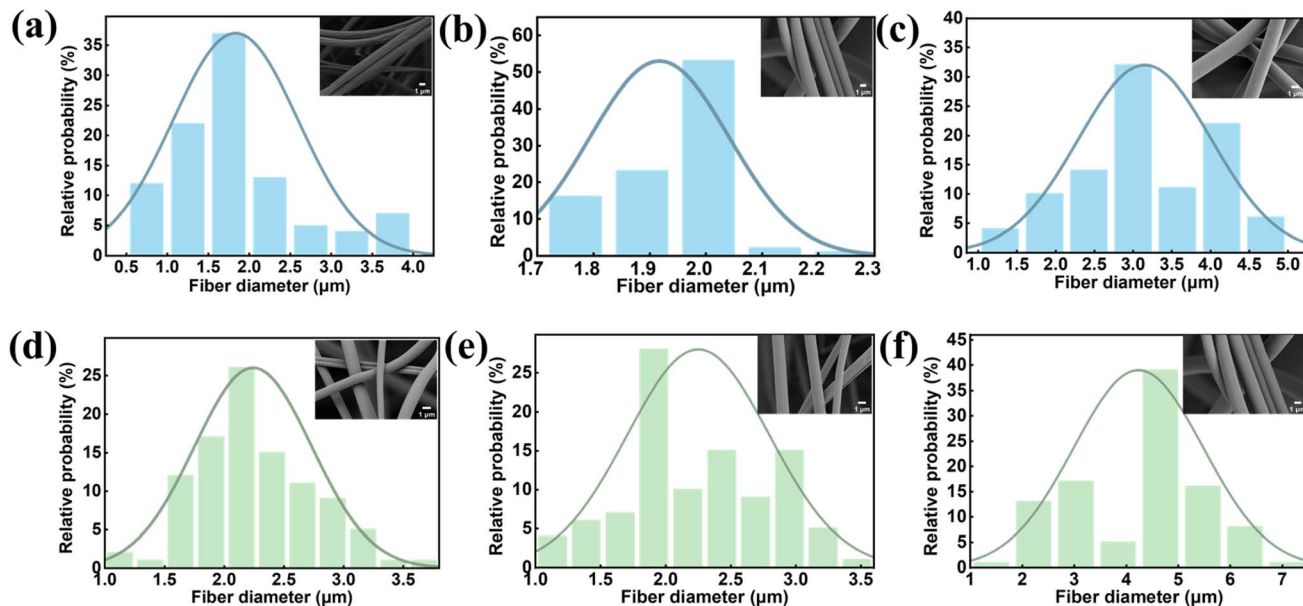 (a)
Relative probability (%)
35
30
25
20
15
10
5
0
0.5 1.0 1.5 2.0 2.5 3.0 3.5 4.0
Fiber diameter (μm)
1 μm
(b)
Relative probability (%)
60
50
40
30
20
10
0
1.7 1.8 1.9 2.0 2.1 2.2 2.3
Fiber diameter (μm)
1 μm
(c)
Relative probability (%)
40
35
30
25
20
15
10
5
0
1.0 1.5 2.0 2.5 3.0 3.5 4.0 4.5 5.0
Fiber diameter (μm)
1 μm
(d)
Relative probability (%)
25
20
15
10
5
0
1.0 1.5 2.0 2.5 3.0 3.5
Fiber diameter (μm)
1 μm
(e)
Relative probability (%)
25
20
15
10
5
0
1.0 1.5 2.0 2.5 3.0 3.5
Fiber diameter (μm)
1 μm
(f)
Relative probability (%)
45
40
35
30
25
20
15
10
5
0
1 2 3 4 5 6 7
Fiber diameter (μm)
1 μm